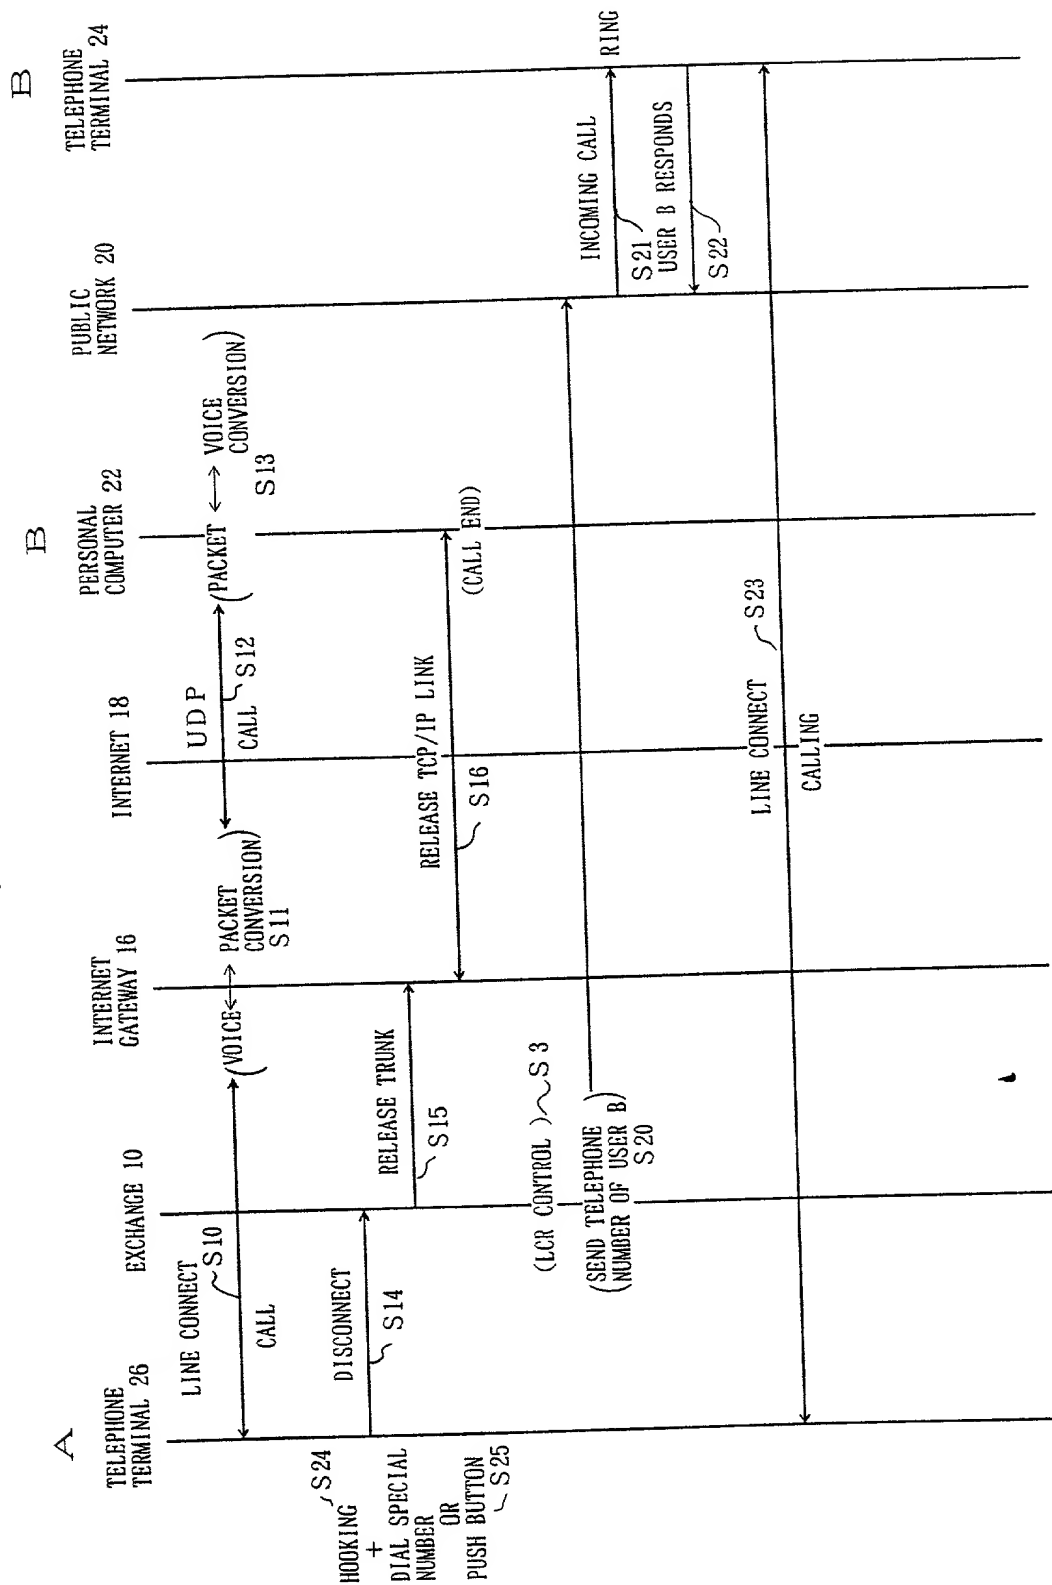 A
TELEPHONE
TERMINAL 26
EXCHANGE 10
INTERNET
GATEWAY 16
INTERNET 18
B
PERSONAL
COMPUTER 22
PUBLIC
NETWORK 20
B
TELEPHONE
TERMINAL 24
LINE CONNECT
S10
CALL
(VOICE
PACKET
CONVERSION)
S11
UDP
S12
CALL
(PACKET
VOICE
CONVERSION)
S13
HOOKING
S24
+
DIAL SPECIAL
NUMBER
OR
PUSH BUTTON
S25
DISCONNECT
S14
RELEASE TRUNK
S15
RELEASE TCP/IP LINK
S16
(CALL END)
(LCR CONTROL)
S3
(SEND TELEPHONE
NUMBER OF USER B)
S20
INCOMING CALL
RING
S21
USER B RESPONDS
S22
LINE CONNECT
S23
CALLING